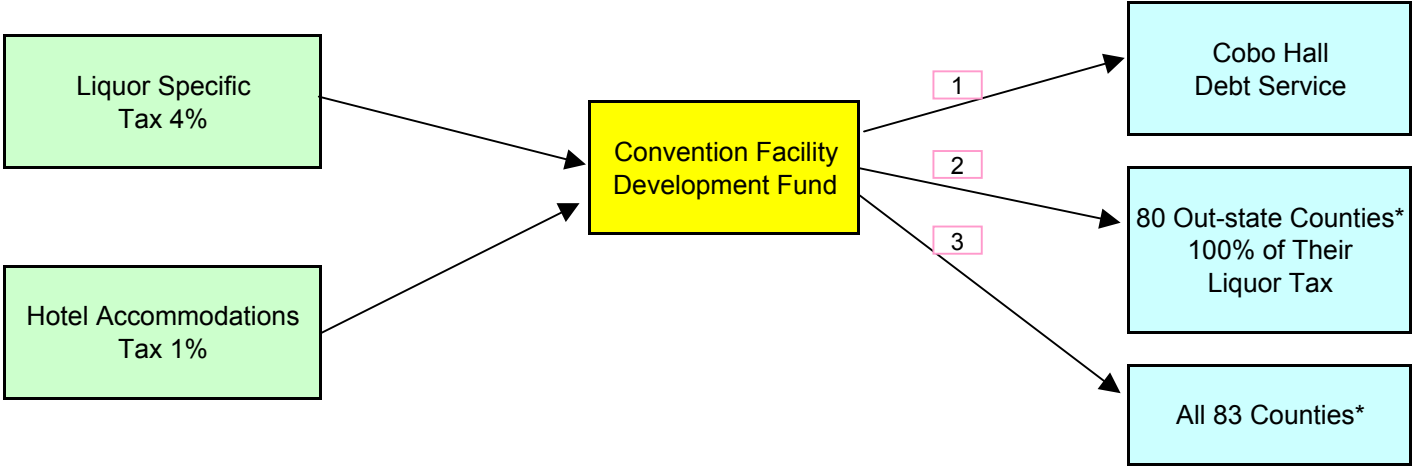 Liquor Specific
Tax 4%
Hotel Accommodations
Tax 1%
Convention Facility
Development Fund
1
2
3
Cobo Hall
Debt Service
80 Out-state Counties*
100% of Their
Liquor Tax
All 83 Counties*